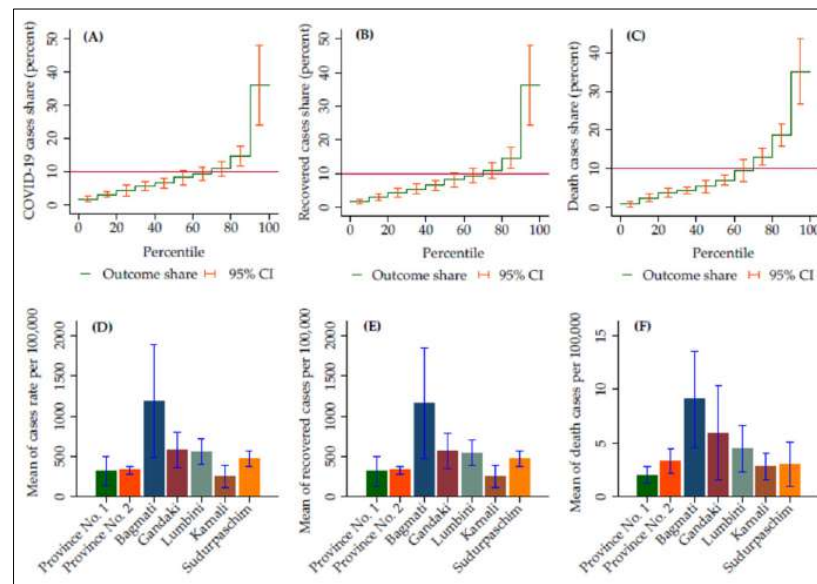 (A)
COVID-19 cases share (percent)
50
40
30
20
10
0
0 20 40 60 80 100
Percentile
Outcome share 95% CI
(B)
Recovered cases share (percent)
50
40
30
20
10
0
0 20 40 60 80 100
Percentile
Outcome share 95% CI
(C)
Death cases share (percent)
50
40
30
20
10
0
0 20 40 60 80 100
Percentile
Outcome share 95% CI
(D)
Mean of cases rate per 100,000
2000
1500
1000
500
0
Province No. 1
Province No. 2
Bagmati
Gandaki
Lumbini
Karnali
Sudurpaschim
(E)
Mean of recovered cases per 100,000
2000
1500
1000
500
0
Province No. 1
Province No. 2
Bagmati
Gandaki
Lumbini
Karnali
Sudurpaschim
(F)
Mean of death cases per 100,000
15
10
5
0
Province No. 1
Province No. 2
Bagmati
Gandaki
Lumbini
Karnali
Sudurpaschim